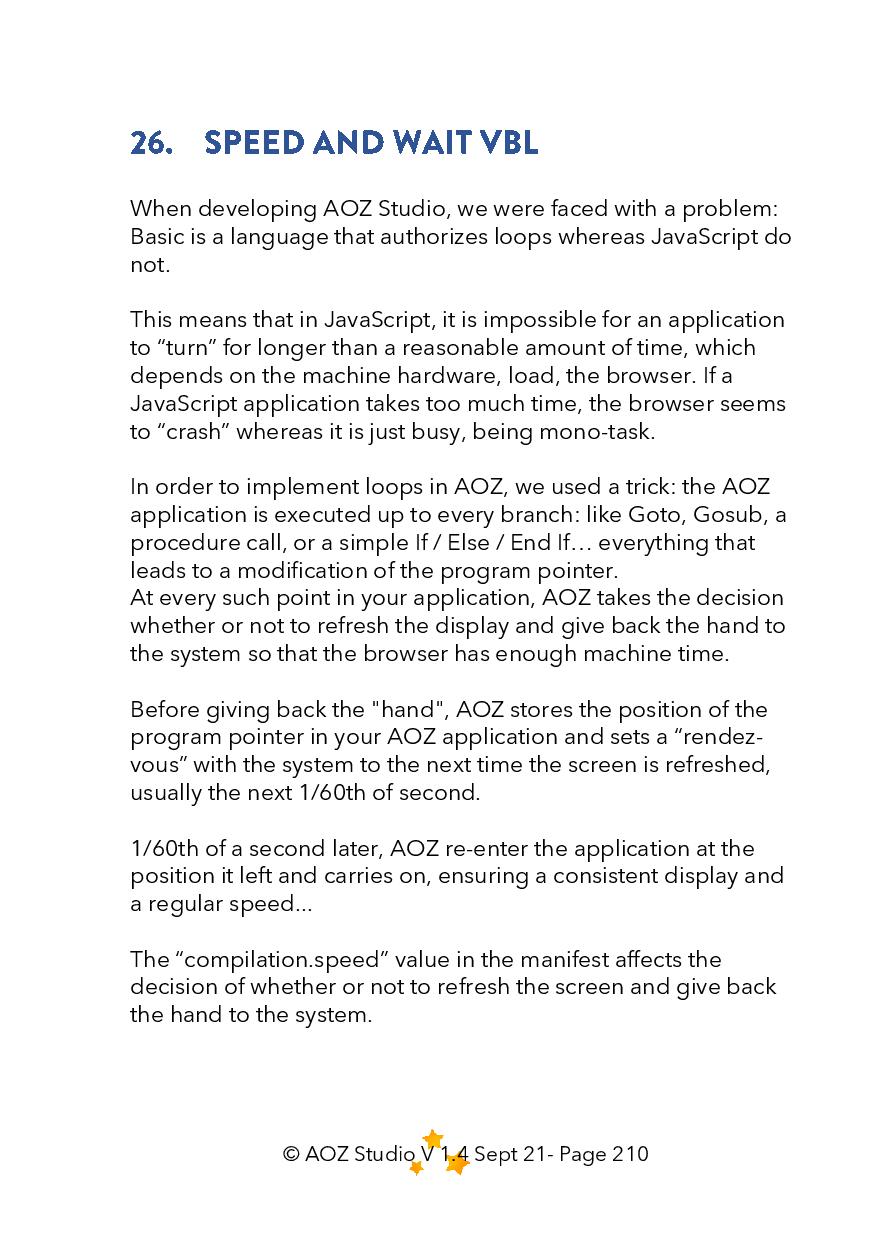 26. SPEED AND WAIT VBL
When developing AOZ Studio, we were faced with a problem:
Basic is a language that authorizes loops whereas JavaScript do
not.
This means that in JavaScript, it is impossible for an application
to “turn” for longer than a reasonable amount of time, which
depends on the machine hardware, load, the browser. If a
JavaScript application takes too much time, the browser seems
to “crash” whereas it is just busy, being mono-task.
In order to implement loops in AOZ, we used a trick: the AOZ
application is executed up to every branch: like Goto, Gosub, a
procedure call, or a simple If / Else / End If… everything that
leads to a modification of the program pointer.
At every such point in your application, AOZ takes the decision
whether or not to refresh the display and give back the hand to
the system so that the browser has enough machine time.
Before giving back the "hand", AOZ stores the position of the
program pointer in your AOZ application and sets a “rendez-
vous” with the system to the next time the screen is refreshed,
usually the next 1/60th of second.
1/60th of a second later, AOZ re-enter the application at the
position it left and carries on, ensuring a consistent display and
a regular speed...
The “compilation.speed” value in the manifest affects the
decision of whether or not to refresh the screen and give back
the hand to the system.
© AOZ Studio V 1.4 Sept 21- Page 210